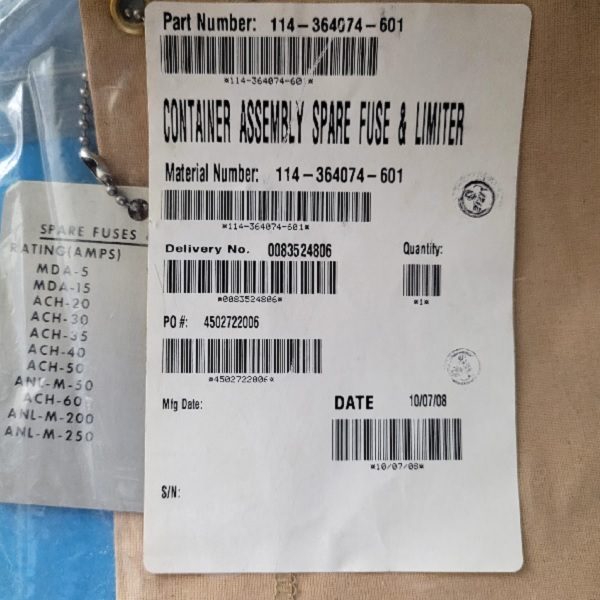 Part Number: 114-364074-601
*114-364074-60 *
CONTAINER ASSEMBLY SPARE FUSE & LIMITER
Material Number: 114-364074-601
*114-364074-601*
Delivery No. 0083524806
Quantity:
*0083524806*
*1*
PO #: 4502722006
*4502722006*
Mfg Date:
DATE 10/07/08
*10/07/08*
S/N:
SPARE FUSES
RATING(AMPS)
MDA-5
MDA-15
ACH-20
ACH-30
ACH-35
ACH-40
ACH-50
ANL-M-50
ACH-60
ANL-M-200
ANL-M-250